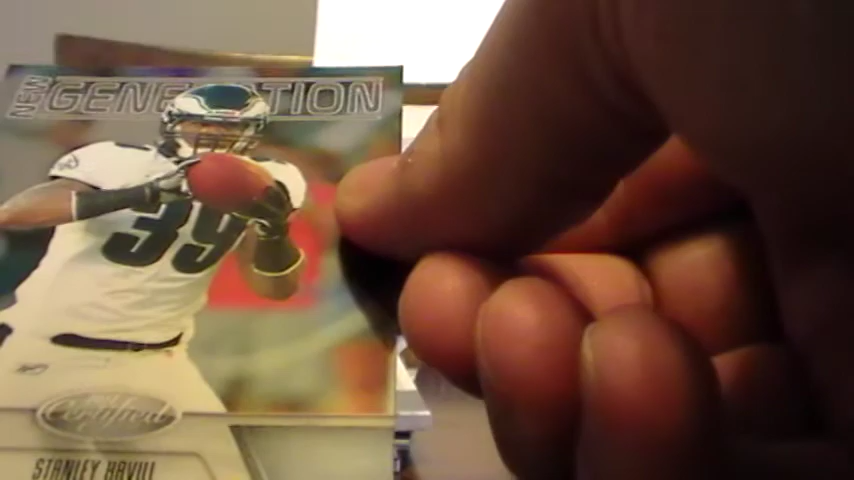 NEW
GENERATION
39
Certified
STANLEY HAVILI